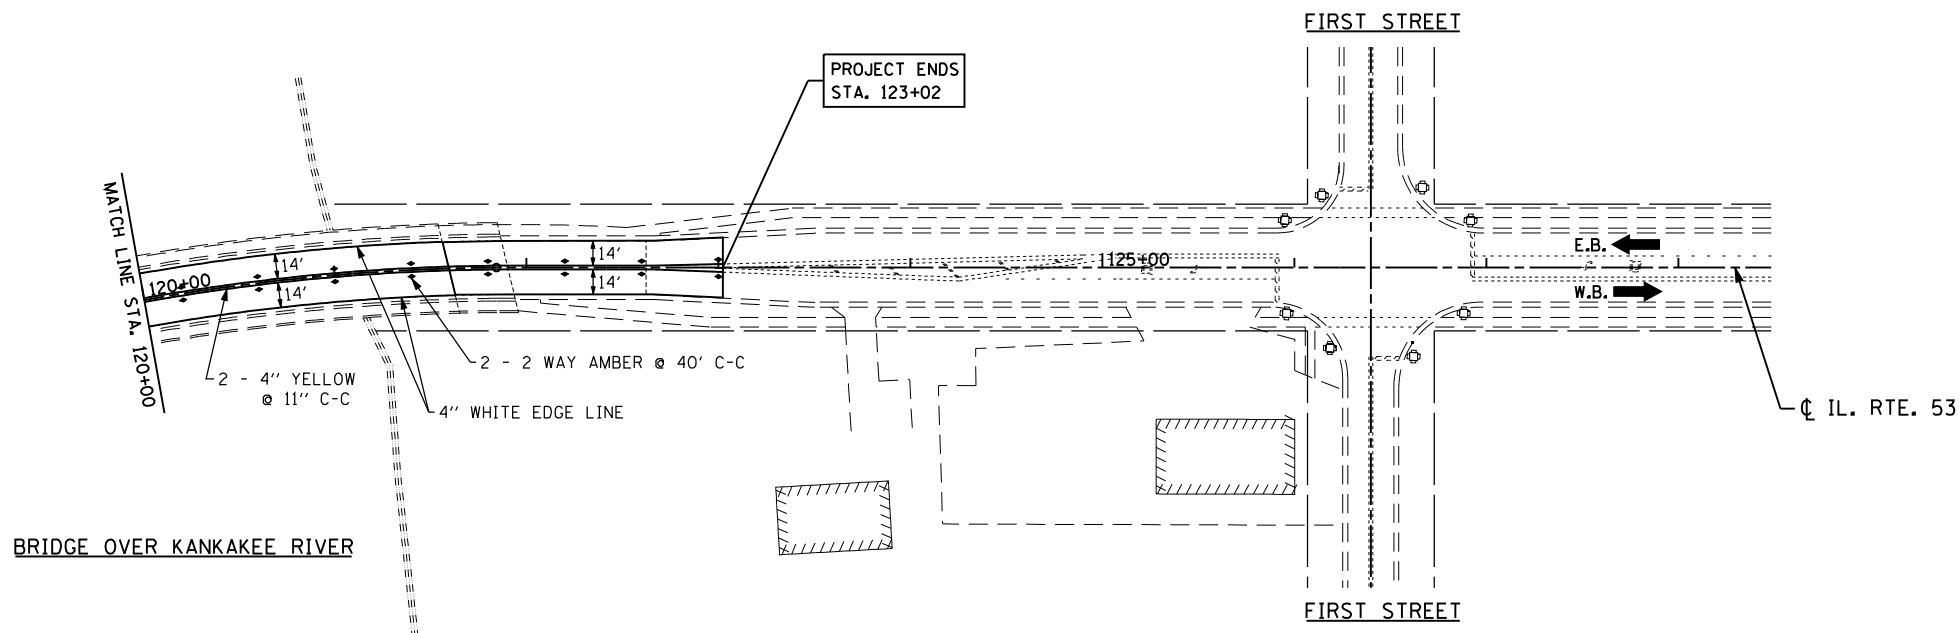 FIRST STREET
PROJECT ENDS
STA. 123+02
MATCH LINE STA. 120+00
120+00
14'
14'
14'
14'
125+00
E.B.
W.B.
2 - 2 WAY AMBER @ 40' C-C
2 - 4'' YELLOW
@ 11'' C-C
4'' WHITE EDGE LINE
℄ IL. RTE. 53
BRIDGE OVER KANKAKEE RIVER
FIRST STREET